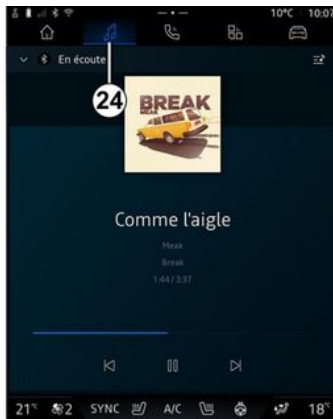 10°C 10:07
En écoute
24
BREAK
MEAK
Comme l'aigle
Meak
Break
1:44 / 3:37
21°C 2 SYNC A/C 18°C